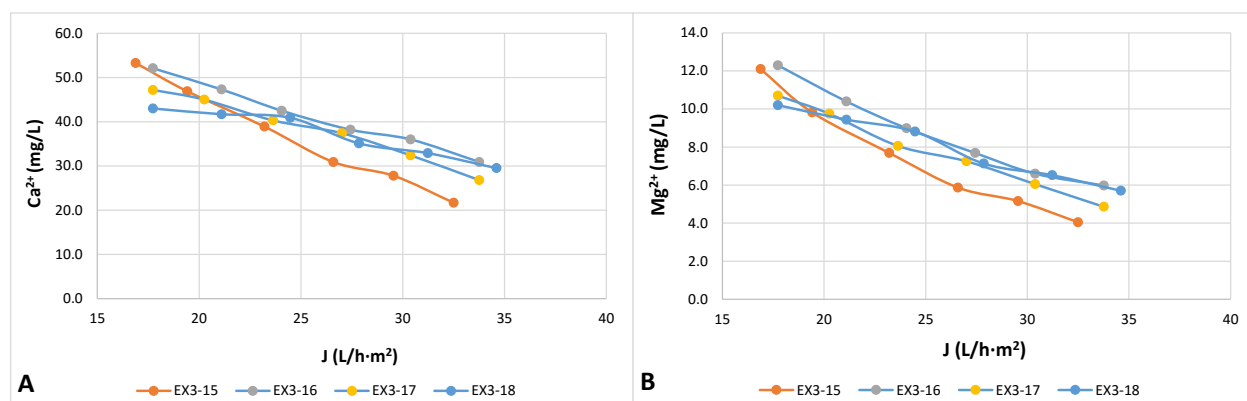 60.0
50.0
40.0
30.0
20.0
10.0
0.0
Ca²⁺ (mg/L)
15 20 25 30 35 40
J (L/h·m²)
A
EX3-15 EX3-16 EX3-17 EX3-18
B
14.0
12.0
10.0
8.0
6.0
4.0
2.0
0.0
Mg²⁺ (mg/L)
15 20 25 30 35 40
J (L/h·m²)
B
EX3-15 EX3-16 EX3-17 EX3-18